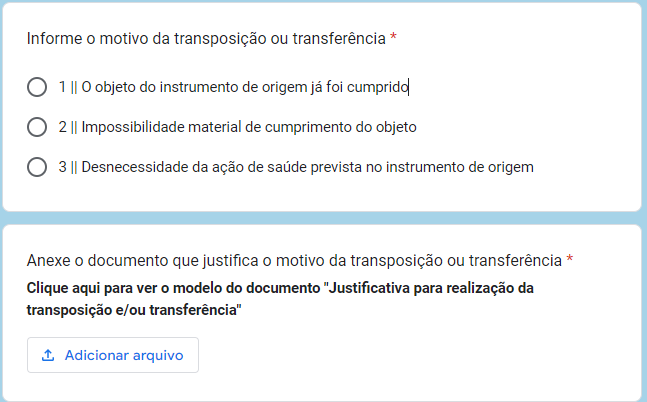 Informe o motivo da transposição ou transferência *
1 || O objeto do instrumento de origem já foi cumprido
2 || Impossibilidade material de cumprimento do objeto
3 || Desnecessidade da ação de saúde prevista no instrumento de origem
Anexe o documento que justifica o motivo da transposição ou transferência *
Clique aqui para ver o modelo do documento "Justificativa para realização da
transposição e/ou transferência"
Adicionar arquivo